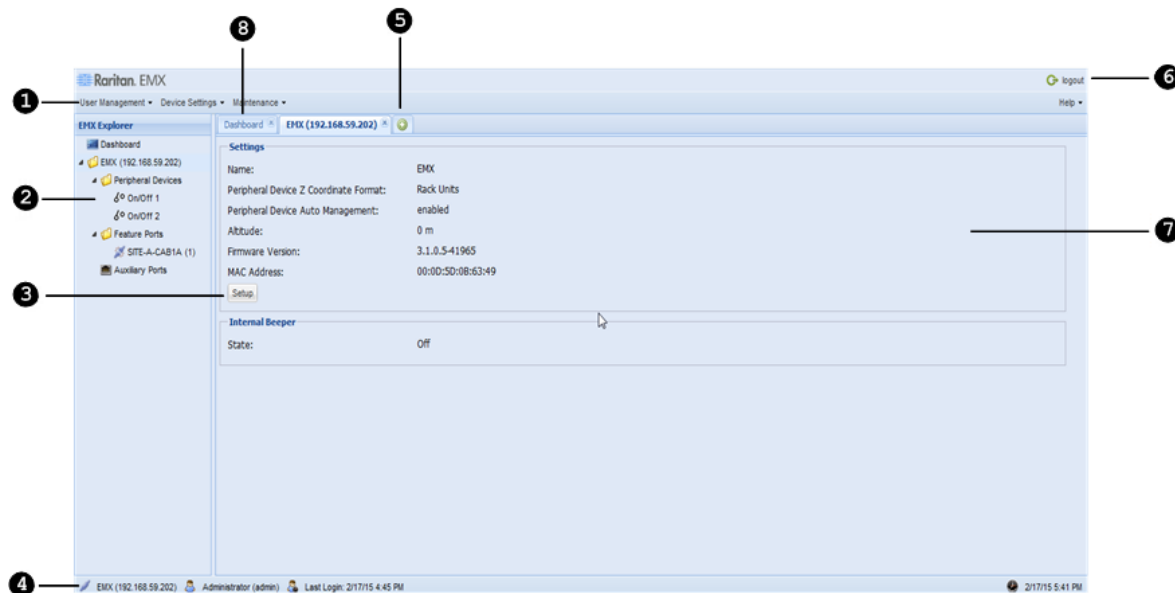 8
5
Raritan. EMX
logout
6
1
User Management Device Settings Maintenance
Help
EMX Explorer
Dashboard
EMX (192.168.59.202)
Dashboard
EMX (192.168.59.202)
Peripheral Devices
On/Off 1
On/Off 2
Feature Ports
SITE-A-CAB1A (1)
Auxiliary Ports
2
3
Settings
Name: EMX
Peripheral Device Z Coordinate Format: Rack Units
Peripheral Device Auto Management: enabled
Altitude: 0 m
Firmware Version: 3.1.0.5-41965
MAC Address: 00:0D:5D:0B:63:49
Setup
7
Internal Beeper
State: Off
4
EMX (192.168.59.202) Administrator (admin) Last Login: 2/17/15 4:45 PM
2/17/15 5:41 PM